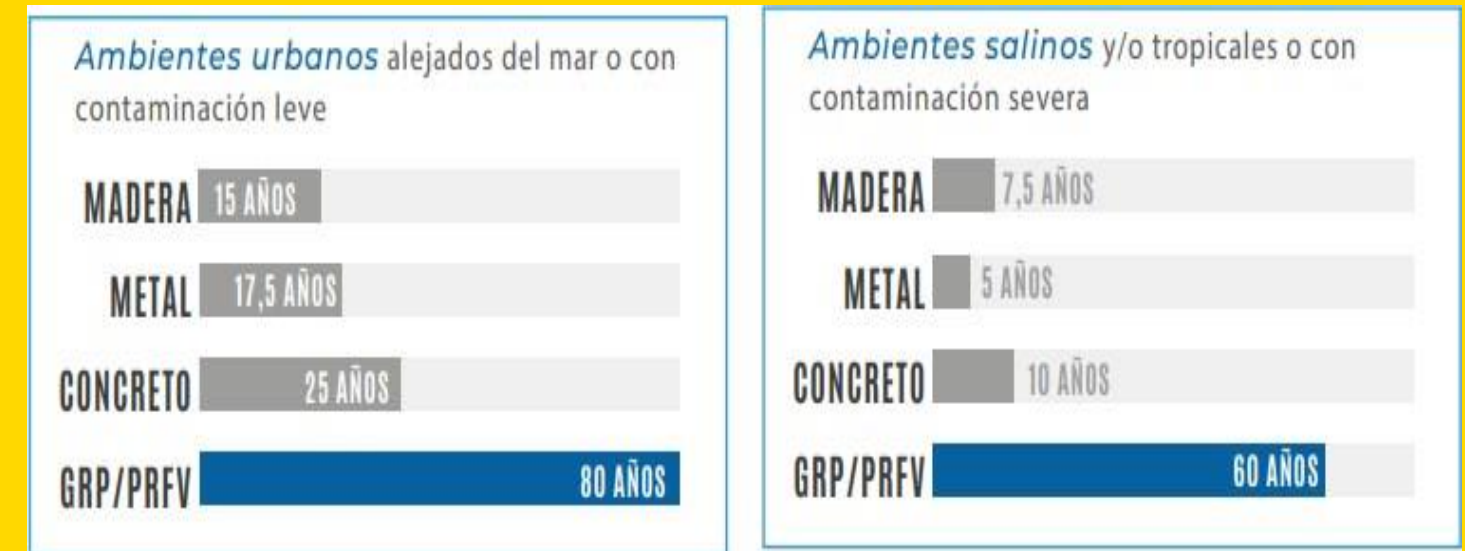 Ambientes urbanos alejados del mar o con
contaminación leve
MADERA 15 AÑOS
METAL 17,5 AÑOS
CONCRETO 25 AÑOS
GRP/PRFV 80 AÑOS
Ambientes salinos y/o tropicales o con
contaminación severa
MADERA 7,5 AÑOS
METAL 5 AÑOS
CONCRETO 10 AÑOS
GRP/PRFV 60 AÑOS